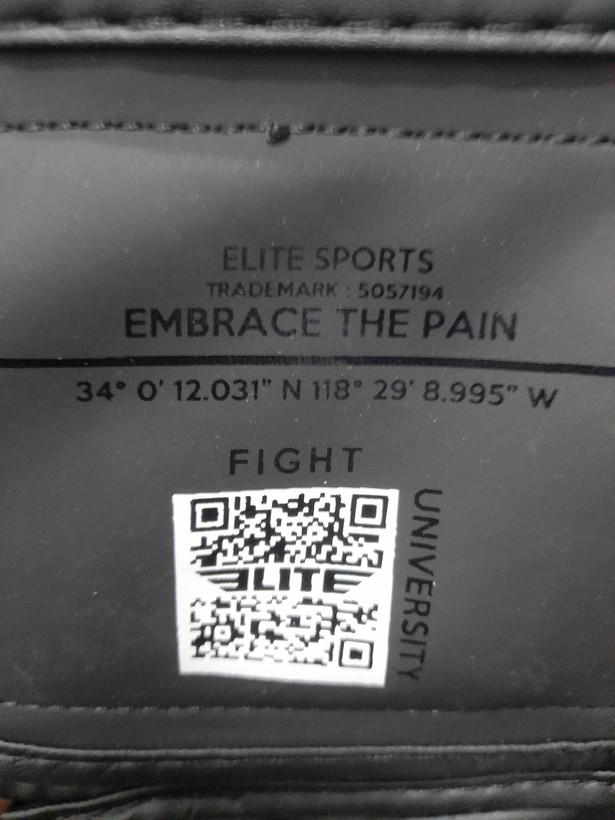 ELITE SPORTS
TRADEMARK : 5057194
EMBRACE THE PAIN
34° 0' 12.031" N 118° 29' 8.995" W
FIGHT
UNIVERSITY
ELITE